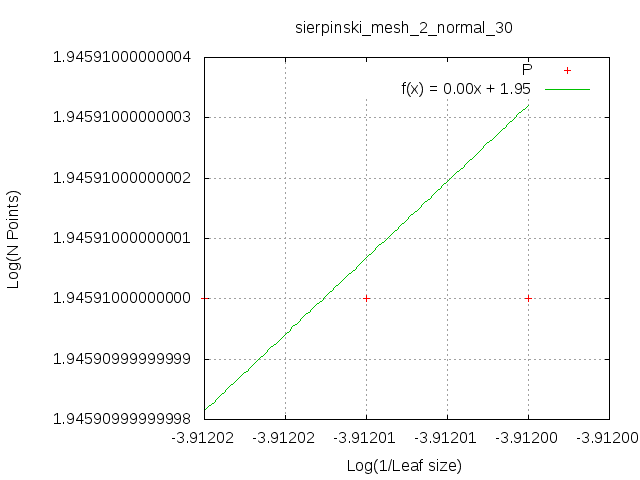 sierpinski_mesh_2_normal_30
1.94591000000004
P
f(x) = 0.00x + 1.95
1.94591000000003
1.94591000000002
1.94591000000001
1.94591000000000
1.94590999999999
1.94590999999998
Log(N Points)
-3.91202 -3.91202 -3.91201 -3.91201 -3.91200 -3.91200
Log(1/Leaf size)